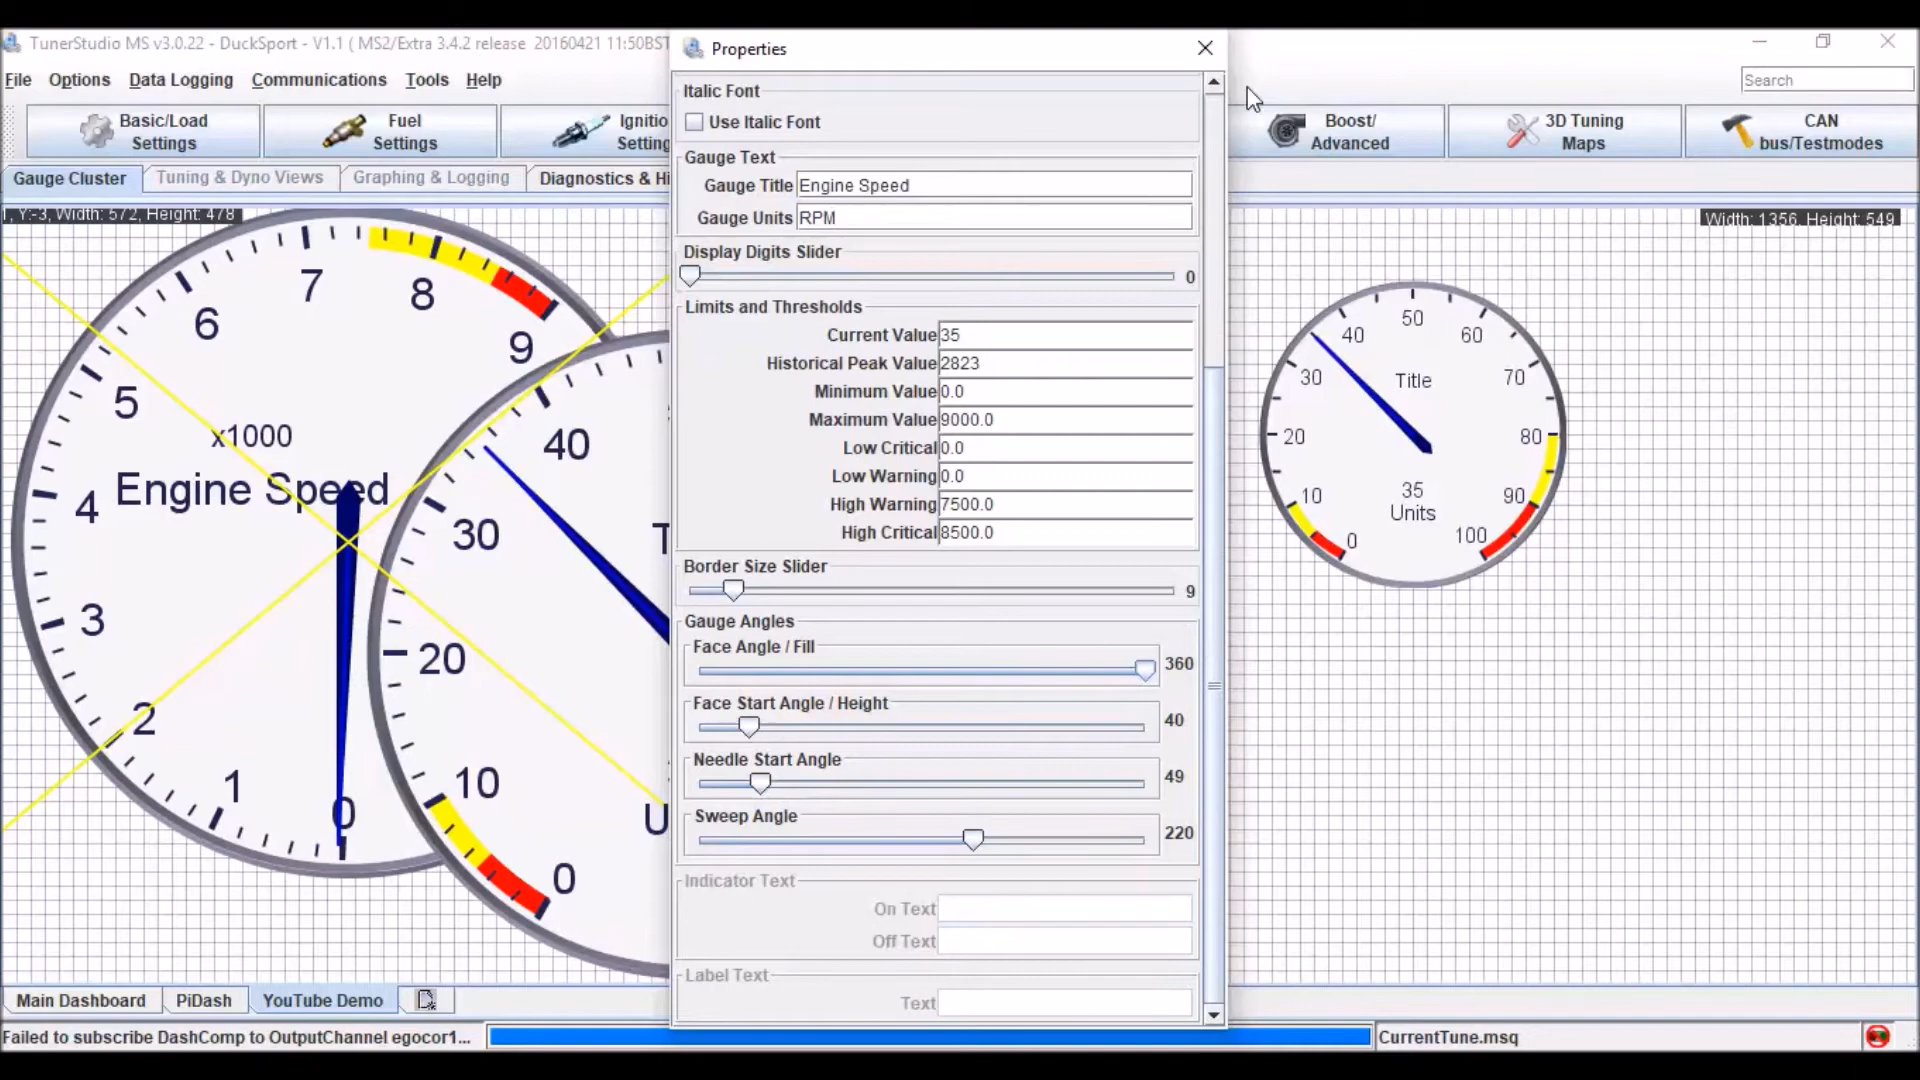 TunerStudio MS v3.0.22 - DuckSport - V1.1 ( MS2/Extra 3.4.2 release 20160421 11:50BST
Properties
File Options Data Logging Communications Tools Help
Search
Basic/Load
Settings
Fuel
Settings
Ignitio
Setting
Boost/
Advanced
3D Tuning
Maps
CAN
bus/Testmodes
Gauge Cluster
Tuning & Dyno Views
Graphing & Logging
Diagnostics & Hi
, Y:-3, Width: 572, Height: 478
Width: 1356, Height: 549
0
1
2
3
4
5
6
7
8
9
x1000
Engine Speed
0
10
20
30
40
T
U
Italic Font
Use Italic Font
Gauge Text
Gauge Title Engine Speed
Gauge Units RPM
Display Digits Slider
0
Limits and Thresholds
Current Value 35
Historical Peak Value 2823
Minimum Value 0.0
Maximum Value 9000.0
Low Critical 0.0
Low Warning 0.0
High Warning 7500.0
High Critical 8500.0
Border Size Slider
9
Gauge Angles
Face Angle / Fill
360
Face Start Angle / Height
40
Needle Start Angle
49
Sweep Angle
220
Indicator Text
On Text
Off Text
Label Text
Text
0
10
20
30
40
50
60
70
80
90
100
Title
35
Units
Main Dashboard
PiDash
YouTube Demo
Failed to subscribe DashComp to OutputChannel egocor1...
CurrentTune.msq